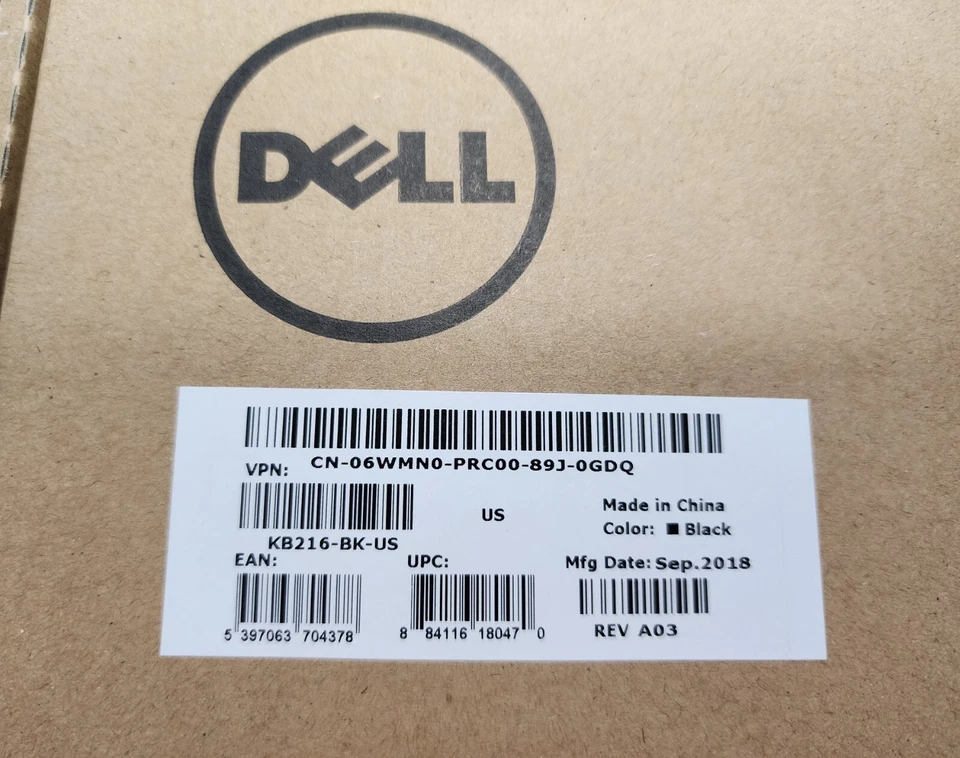 DELL
CN-06WMN0-PRC00-89J-0GDQ
VPN:
KB216-BK-US
US
Made in China
Color: Black
EAN:
5 397063 704378
UPC:
8 84116 18047 0
Mfg Date: Sep.2018
REV A03